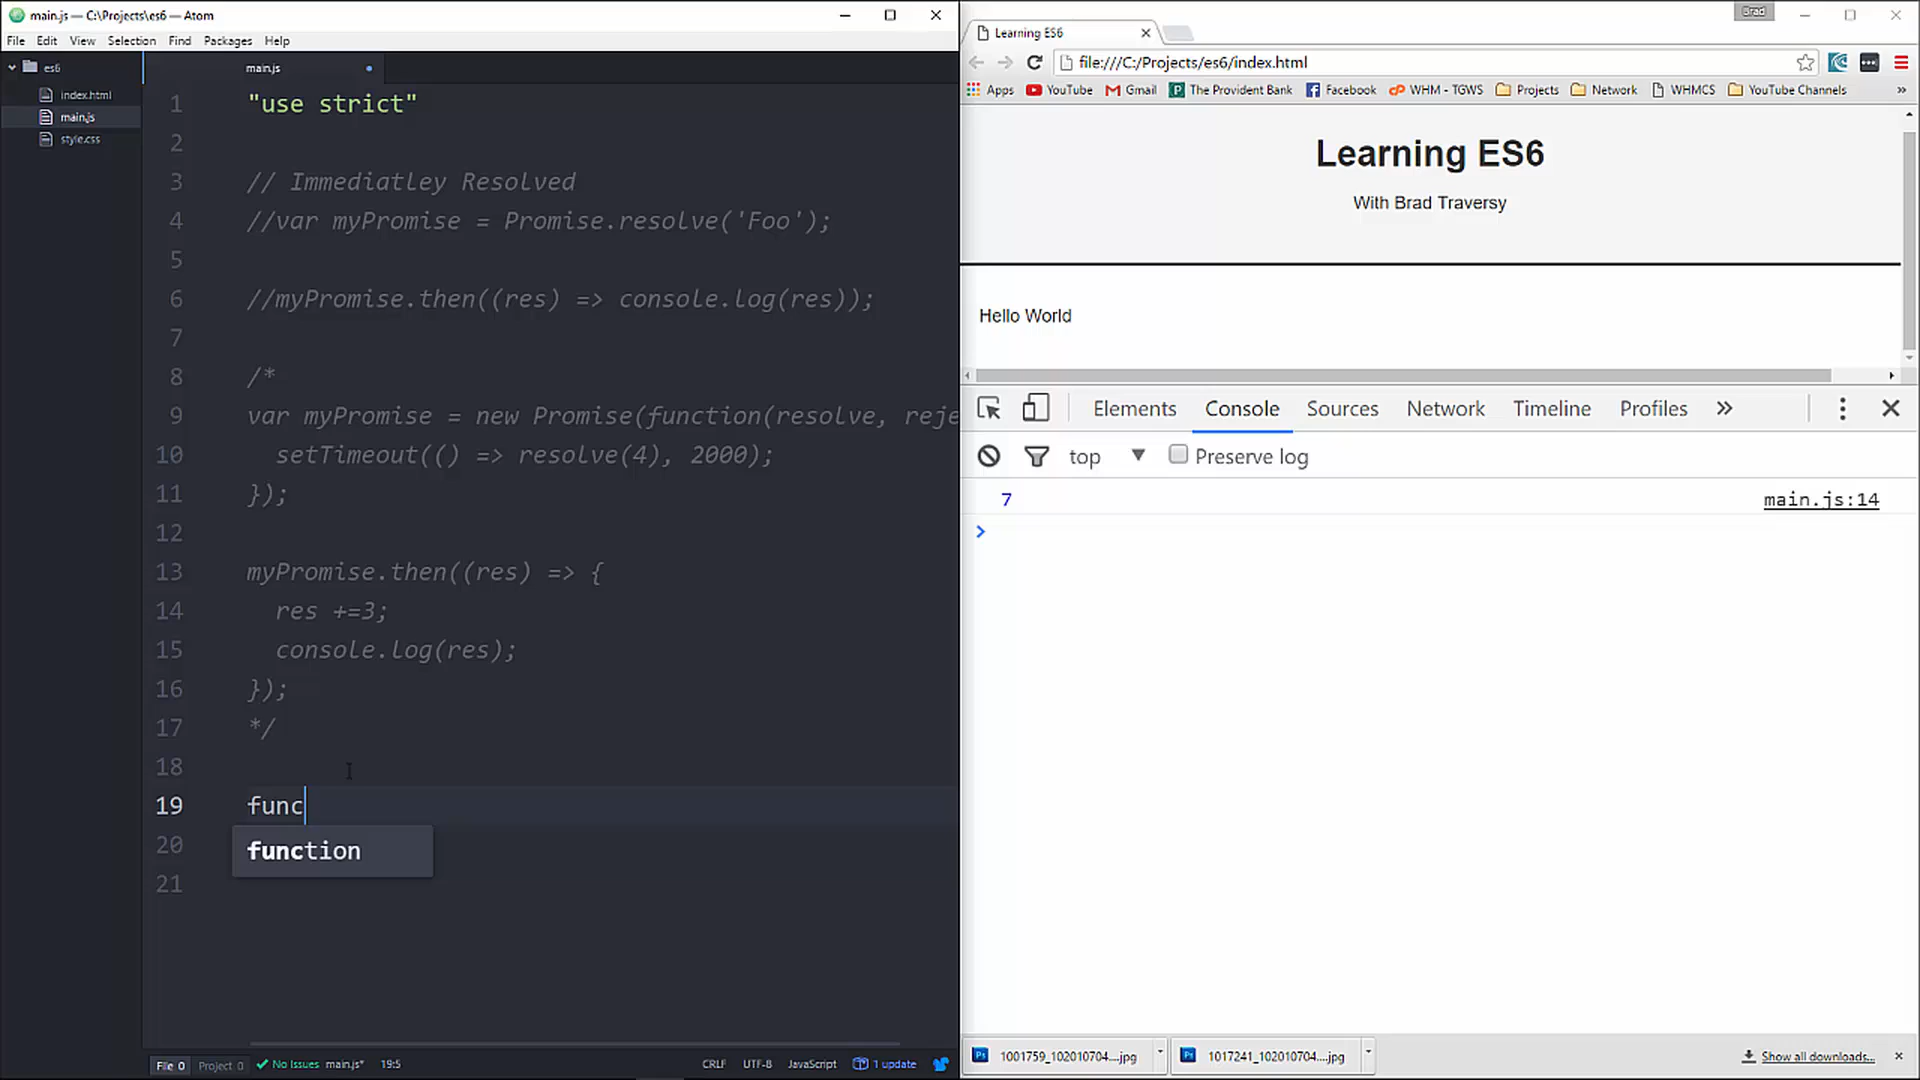 main.js — C:\Projects\es6 — Atom
File Edit View Selection Find Packages Help
es6
index.html
main.js
style.css
main.js
1 "use strict"
2
3 // Immediatley Resolved
4 //var myPromise = Promise.resolve('Foo');
5
6 //myPromise.then((res) => console.log(res));
7
8 /*
9 var myPromise = new Promise(function(resolve, reje
10 setTimeout(() => resolve(4), 2000);
11 });
12
13 myPromise.then((res) => {
14 res +=3;
15 console.log(res);
16 });
17 */
18
19 func
function
20
21
File 0 Project 0 No Issues main.js* 19:5 CRLF UTF-8 JavaScript 1 update
Brad
Learning ES6
file:///C:/Projects/es6/index.html
Apps YouTube Gmail The Provident Bank Facebook WHM - TGWS Projects Network WHMCS YouTube Channels »
Learning ES6
With Brad Traversy
Hello World
Elements Console Sources Network Timeline Profiles »
top Preserve log
7 main.js:14
>
1001759_102010704....jpg 1017241_102010704....jpg Show all downloads...